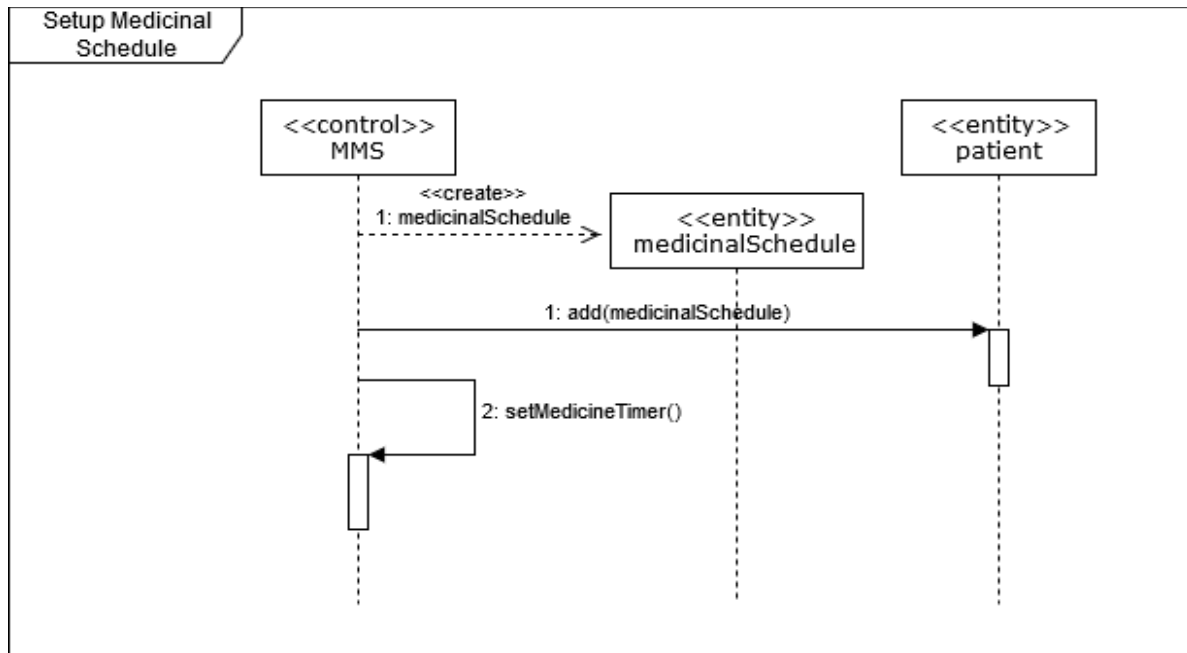 Setup Medicinal
Schedule
<<control>>
MMS
<<entity>>
patient
<<create>>
1: medicinalSchedule
<<entity>>
medicinalSchedule
1: add(medicinalSchedule)
2: setMedicineTimer()